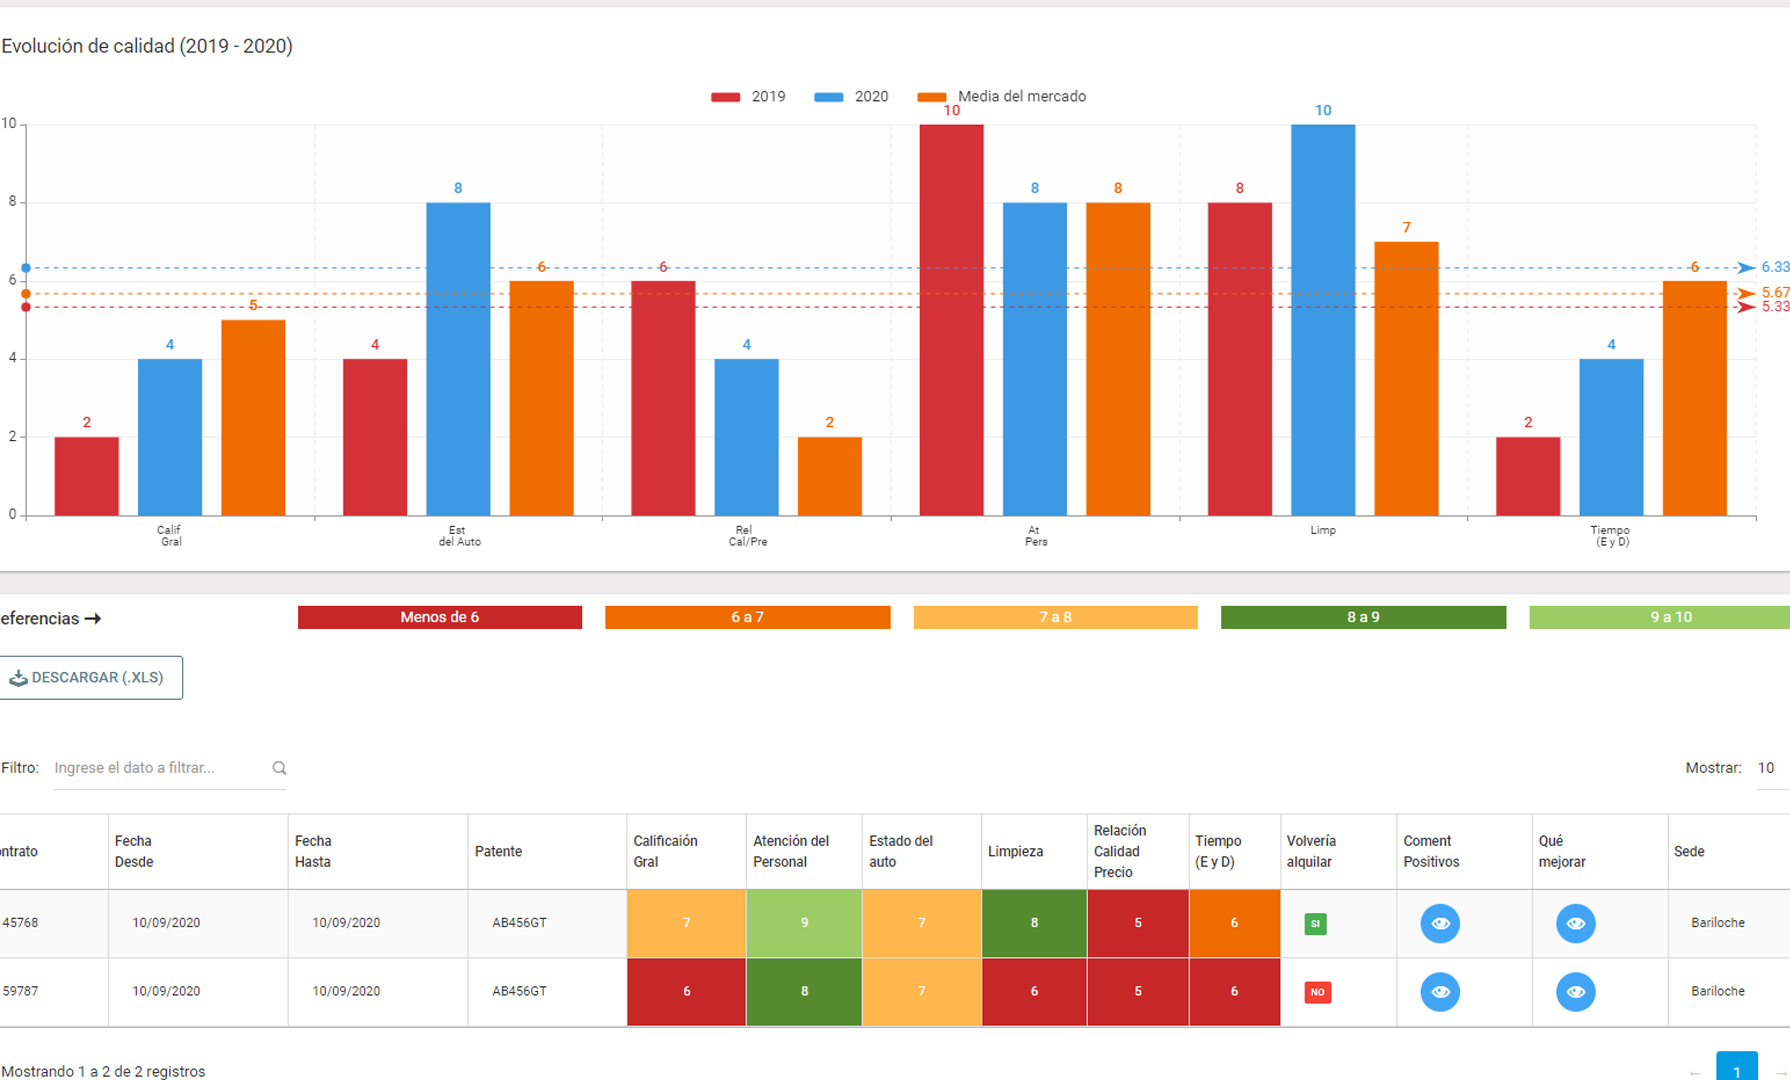 Evolución de calidad (2019 - 2020)
2019 2020 Media del mercado
10
8
6
4
2
0
2 4 5
4 8 6
6 4 2
10 8 8
8 10 7
2 4 6
6.33
5.67
5.33
Calif
Gral
Est
del Auto
Rel
Cal/Pre
At
Pers
Limp
Tiempo
(E y D)
eferencias → Menos de 6 6 a 7 7 a 8 8 a 9 9 a 10
DESCARGAR (.XLS)
Filtro: Ingrese el dato a filtrar... Mostrar: 10
ontrato
Fecha
Desde
Fecha
Hasta
Patente
Calificaión
Gral
Atención del
Personal
Estado del
auto
Limpieza
Relación
Calidad
Precio
Tiempo
(E y D)
Volvería
alquilar
Coment
Positivos
Qué
mejorar
Sede
45768 10/09/2020 10/09/2020 AB456GT 7 9 7 8 5 6 SI Bariloche
59787 10/09/2020 10/09/2020 AB456GT 6 8 7 6 5 6 NO Bariloche
Mostrando 1 a 2 de 2 registros ← 1 →